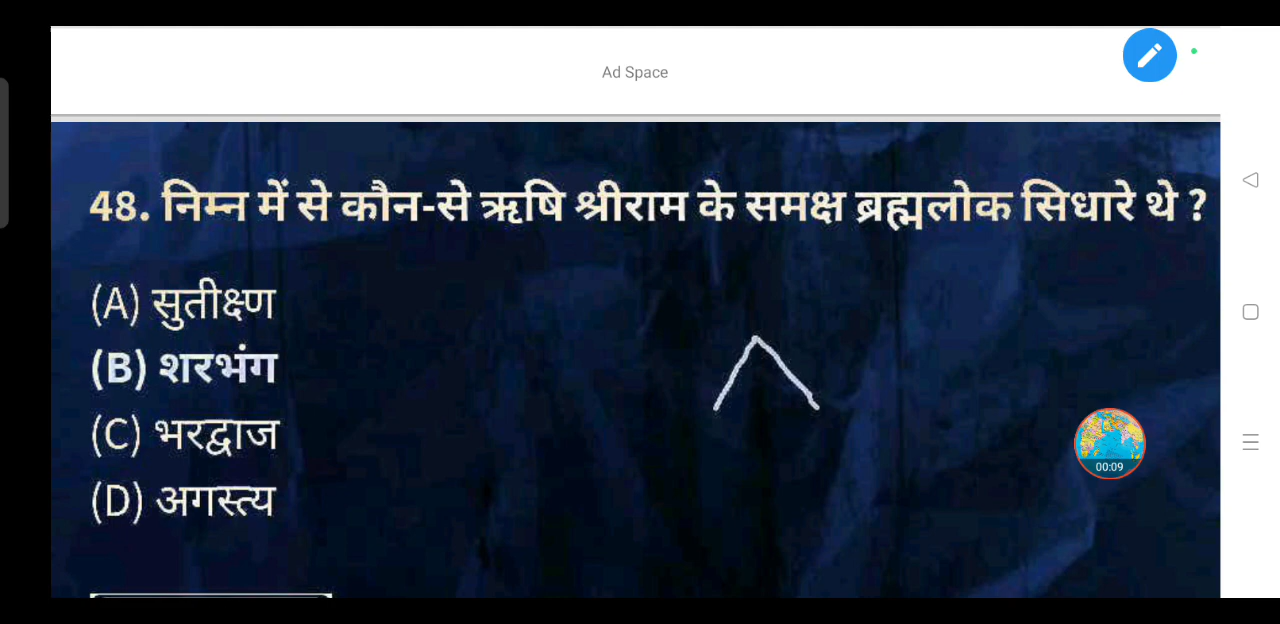 Ad Space
48. निम्न में से कौन-से ऋषि श्रीराम के समक्ष ब्रह्मलोक सिधारे थे ?
(A) सुतीक्ष्ण
(B) शरभंग
(C) भरद्वाज
(D) अगस्त्य
00:09